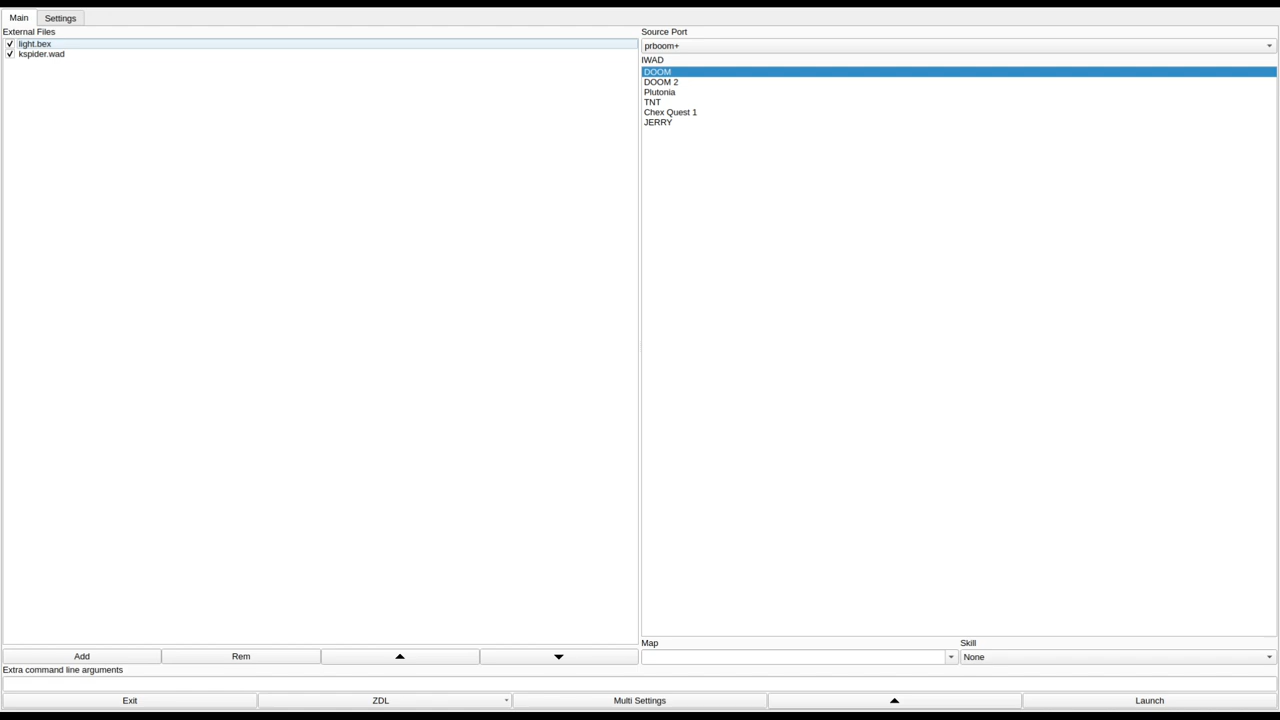 Main
Settings
External Files
light.bex
kspider.wad
Source Port
prboom+
IWAD
DOOM
DOOM 2
Plutonia
TNT
Chex Quest 1
JERRY
Map
Skill
None
Add
Rem
Extra command line arguments
Exit
ZDL
Multi Settings
Launch